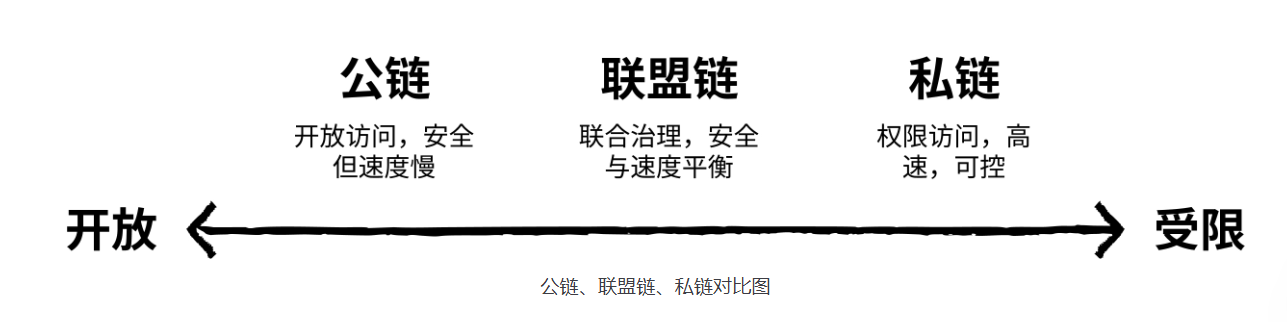 公链
联盟链
私链
开放访问，安全
但速度慢
联合治理，安全
与速度平衡
权限访问，高
速，可控
开放
受限
公链、联盟链、私链对比图